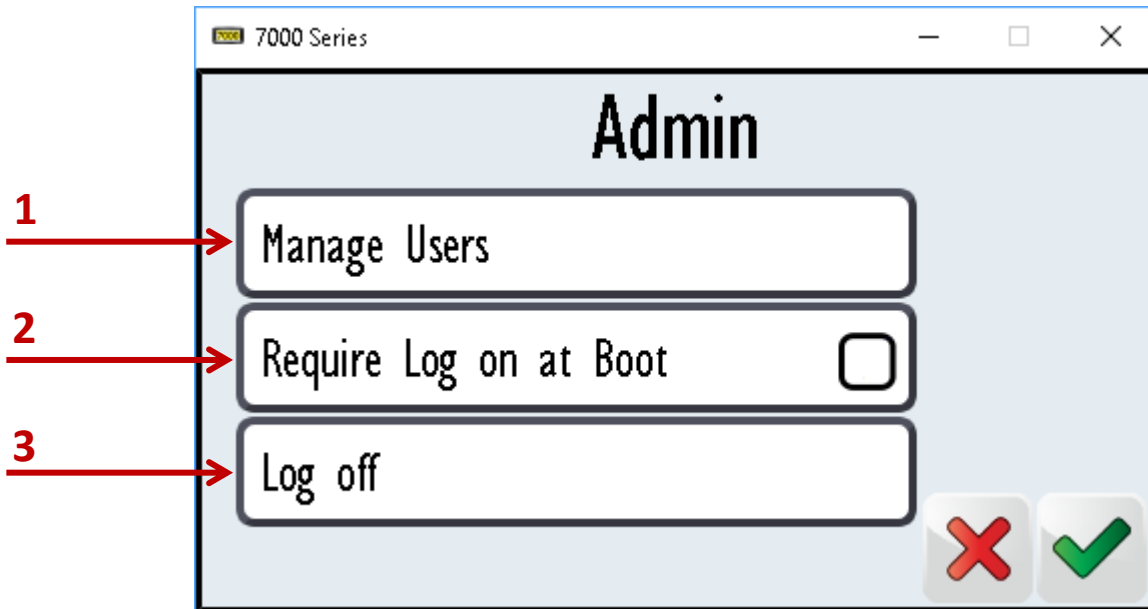 7000 Series
Admin
1
Manage Users
2
Require Log on at Boot
3
Log off